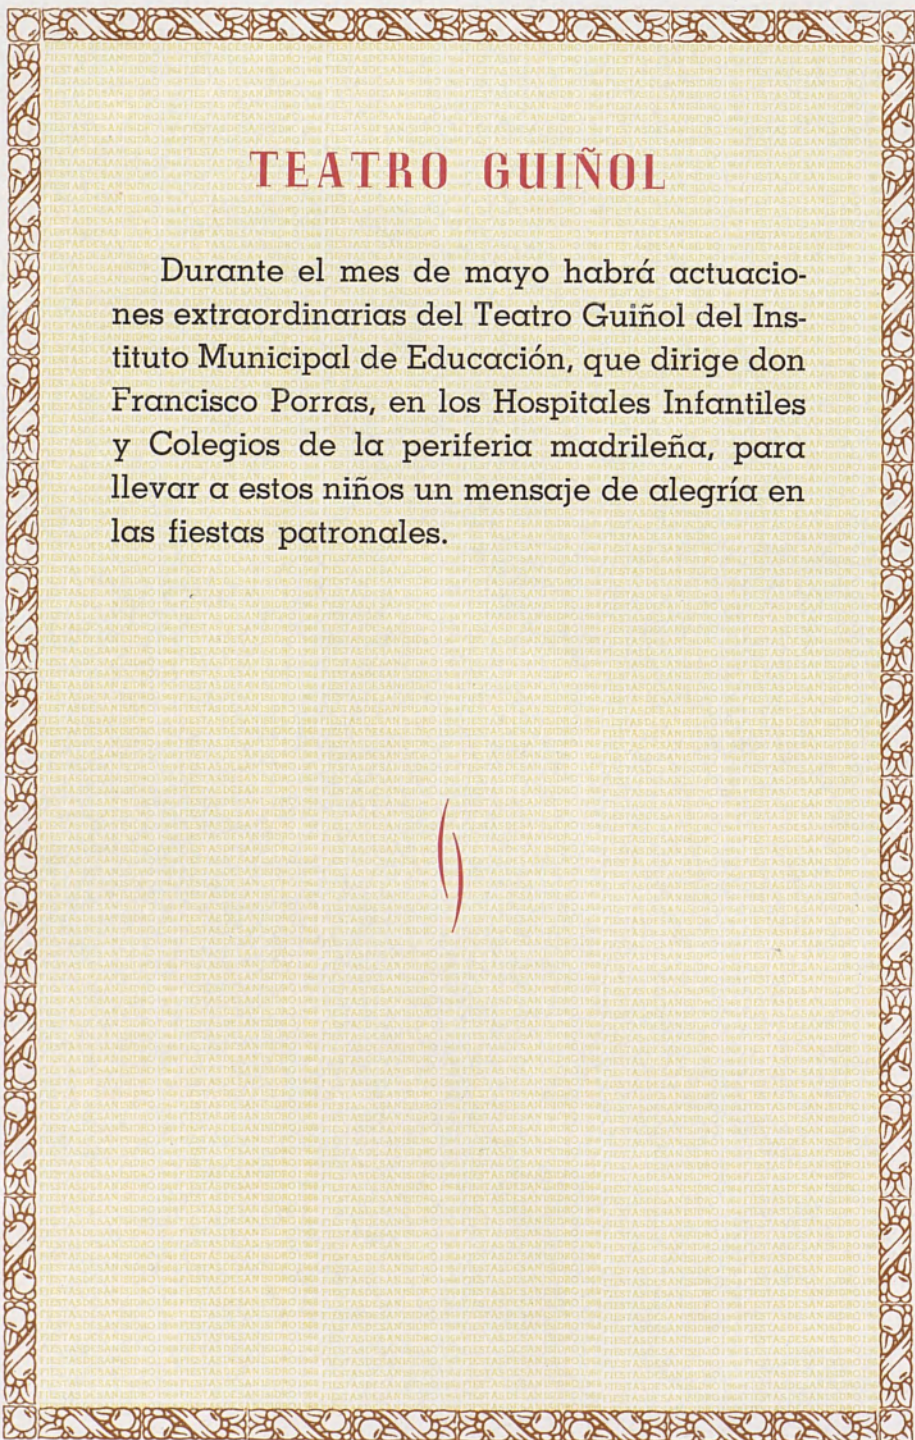 TEATRO GUIÑOL
Durante el mes de mayo habrá actuacio-
nes extraordinarias del Teatro Guiñol del Ins-
tituto Municipal de Educación, que dirige don
Francisco Porras, en los Hospitales Infantiles
y Colegios de la periferia madrileña, para
llevar a estos niños un mensaje de alegría en
las fiestas patronales.